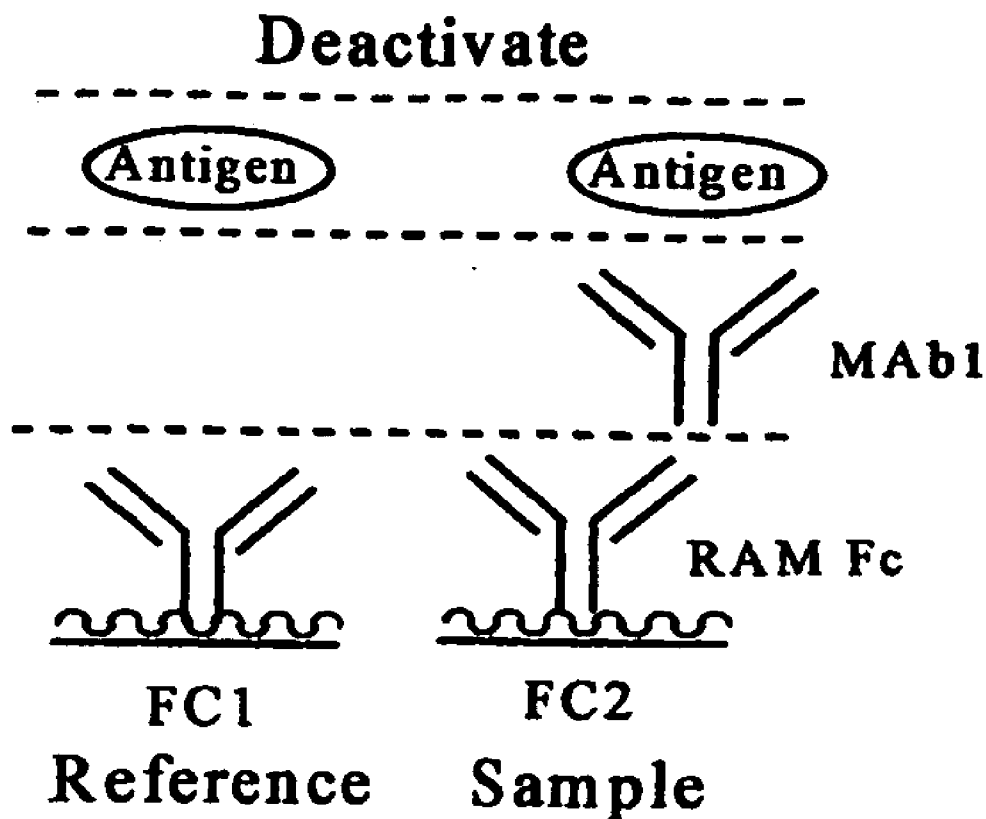 Deactivate
Antigen Antigen
MAb1
RAM Fc
FC1 FC2
Reference Sample